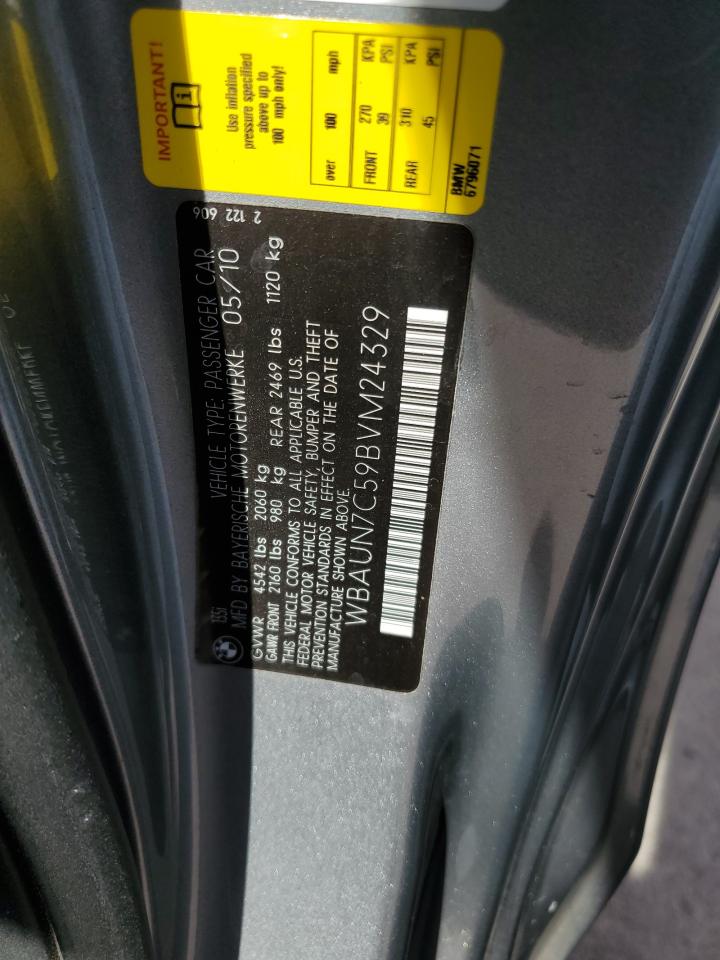 IMPORTANT!
Use inflation
pressure specified
above up to
100 mph only!
over 100 mph
FRONT 270 KPA
39 PSI
REAR 310 KPA
45 PSI
BMW
6796071
2 122 606
VEHICLE TYPE: PASSENGER CAR
MFD BY BAYERISCHE MOTORENWERKE 05/10
GVWR 4542 lbs 2060 kg
GAWR FRONT 2160 lbs 980 kg REAR 2469 lbs 1120 kg
THIS VEHICLE CONFORMS TO ALL APPLICABLE U.S.
FEDERAL MOTOR VEHICLE SAFETY, BUMPER AND THEFT
PREVENTION STANDARDS IN EFFECT ON THE DATE OF
MANUFACTURE SHOWN ABOVE.
WBAUN7C59BVM24329